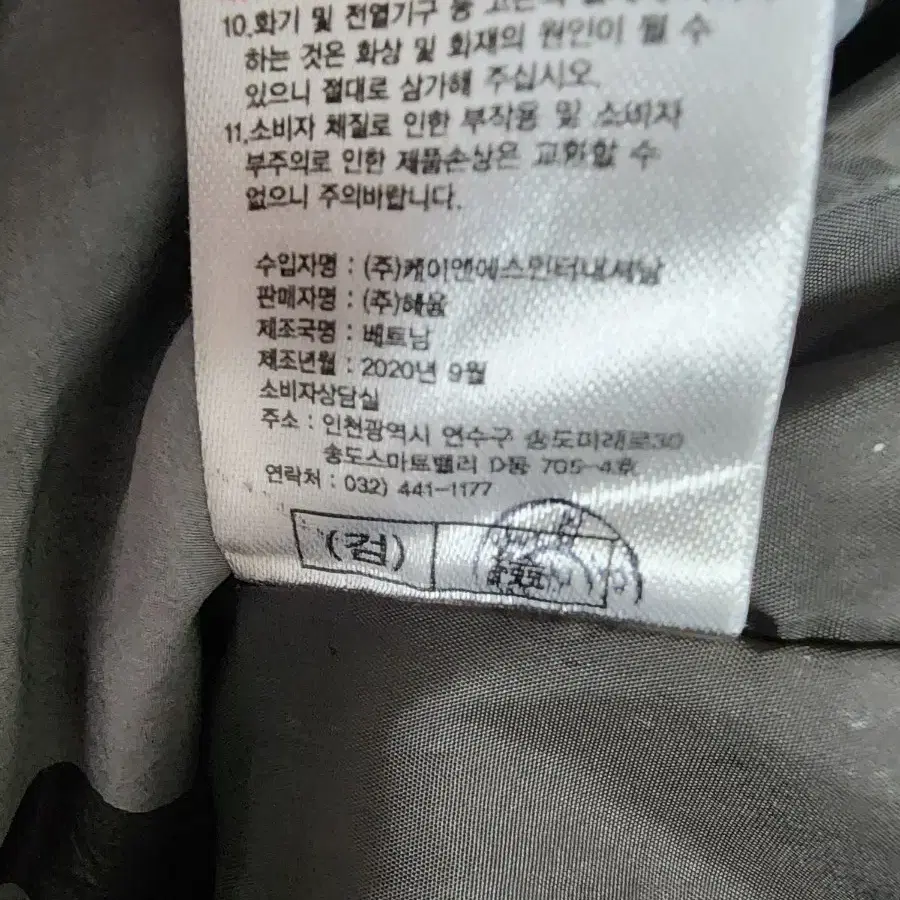 10.화기 및 전열기구 등 고온
하는 것은 화상 및 화재의 원인이 될 수
있으니 절대로 삼가해 주십시오.
11.소비자 체질로 인한 부작용 및 소비자
부주의로 인한 제품손상은 교환할 수
없으니 주의바랍니다.
수입자명 : (주)케이앤에스인터내셔날
판매자명 : (주)해윰
제조국명 : 베트남
제조년월 : 2020년 9월
소비자상담실
주소 : 인천광역시 연수구 송도미래로30
송도스마트밸리 D동 705-4호
연락처 : 032) 441-1177
(검)